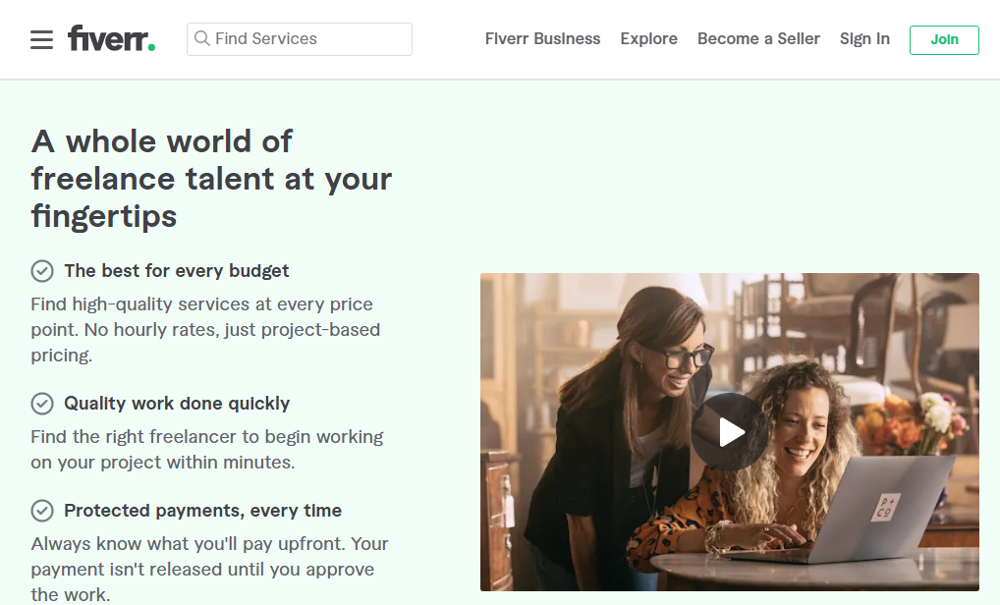 fiverr.
Find Services
Fiverr Business
Explore
Become a Seller
Sign In
Join
A whole world of
freelance talent at your
fingertips
The best for every budget
Find high-quality services at every price
point. No hourly rates, just project-based
pricing.
Quality work done quickly
Find the right freelancer to begin working
on your project within minutes.
Protected payments, every time
Always know what you'll pay upfront. Your
payment isn't released until you approve
the work.
P +
CO